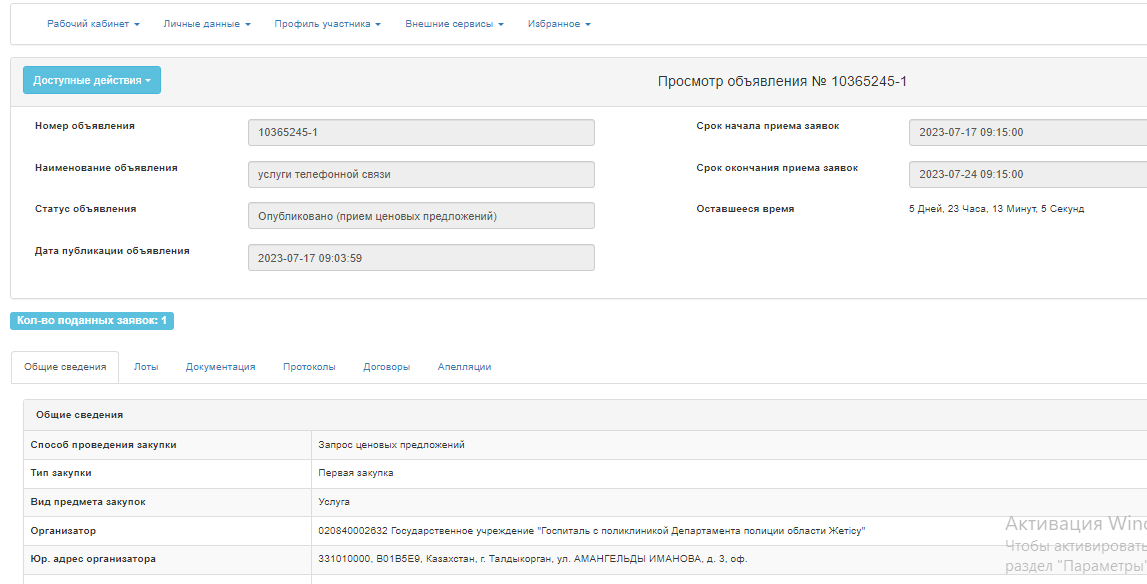 Рабочий кабинет Личные данные Профиль участника Внешние сервисы Избранное
Доступные действия Просмотр объявления № 10365245-1
Номер объявления 10365245-1 Срок начала приема заявок 2023-07-17 09:15:00
Наименование объявления услуги телефонной связи Срок окончания приема заявок 2023-07-24 09:15:00
Статус объявления Опубликовано (прием ценовых предложений) Оставшееся время 5 Дней, 23 Часа, 13 Минут, 5 Секунд
Дата публикации объявления 2023-07-17 09:03:59
Кол-во поданных заявок: 1
Общие сведения Лоты Документация Протоколы Договоры Апелляции
Общие сведения
Способ проведения закупки Запрос ценовых предложений
Тип закупки Первая закупка
Вид предмета закупок Услуга
Организатор 020840002632 Государственное учреждение "Госпиталь с поликлиникой Департамента полиции области Жетісу"
Юр. адрес организатора 331010000, B01B5E9, Казахстан, г. Талдыкорган, ул. АМАНГЕЛЬДЫ ИМАНОВА, д. 3, оф.
Активация Winc
Чтобы активировать
раздел "Параметры"